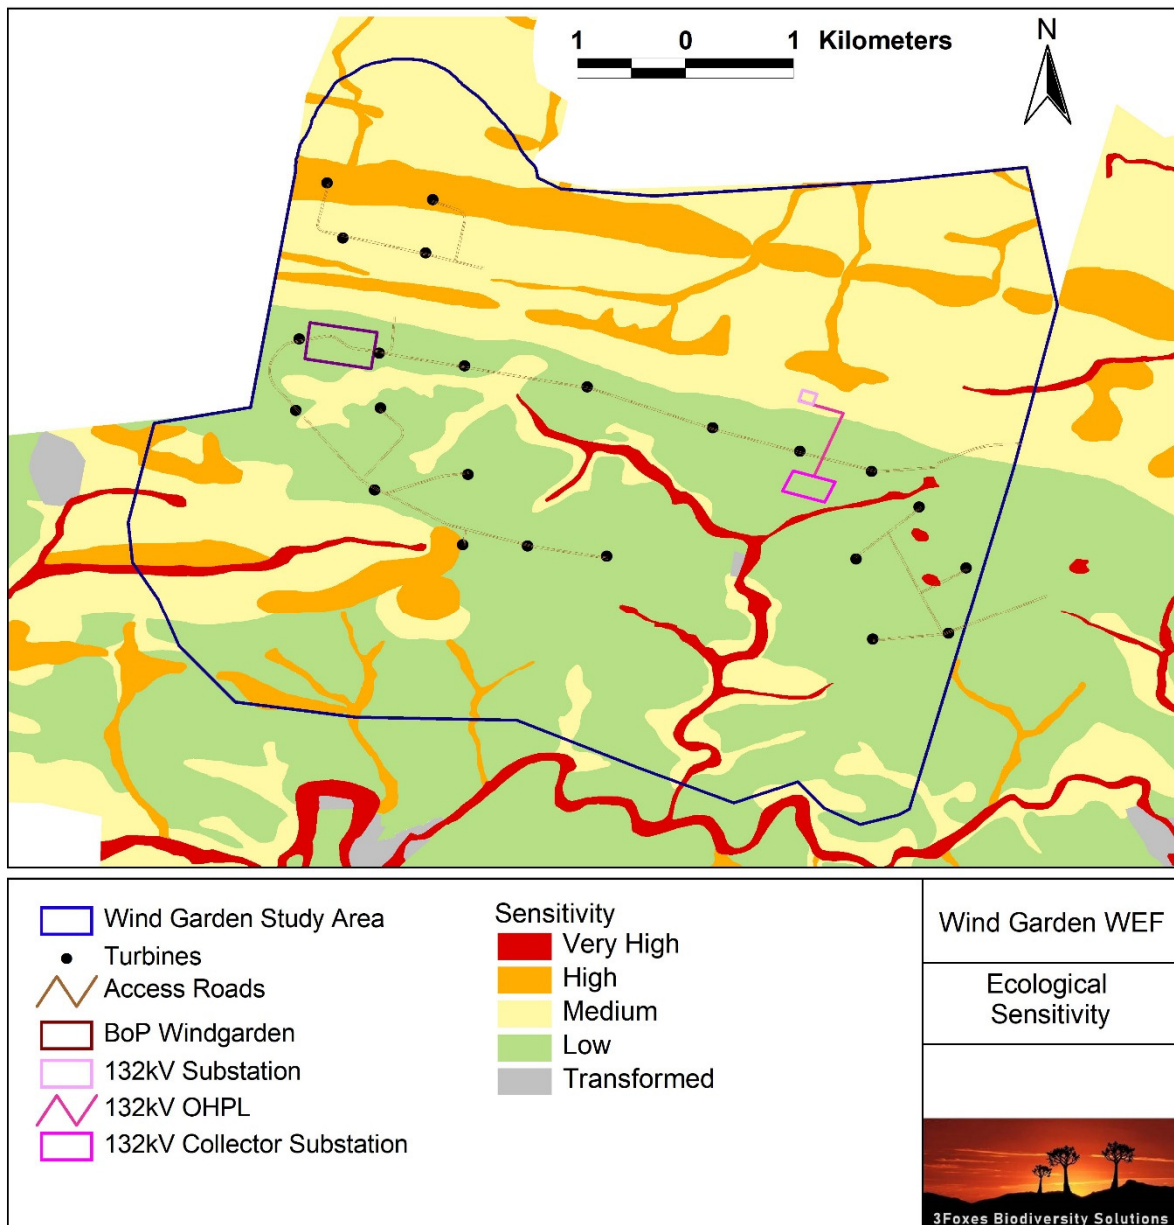 1 0 1 Kilometers
N
Wind Garden Study Area
Turbines
Access Roads
BoP Windgarden
132kV Substation
132kV OHPL
132kV Collector Substation
Sensitivity
Very High
High
Medium
Low
Transformed
Wind Garden WEF
Ecological
Sensitivity
3Foxes Biodiversity Solutions